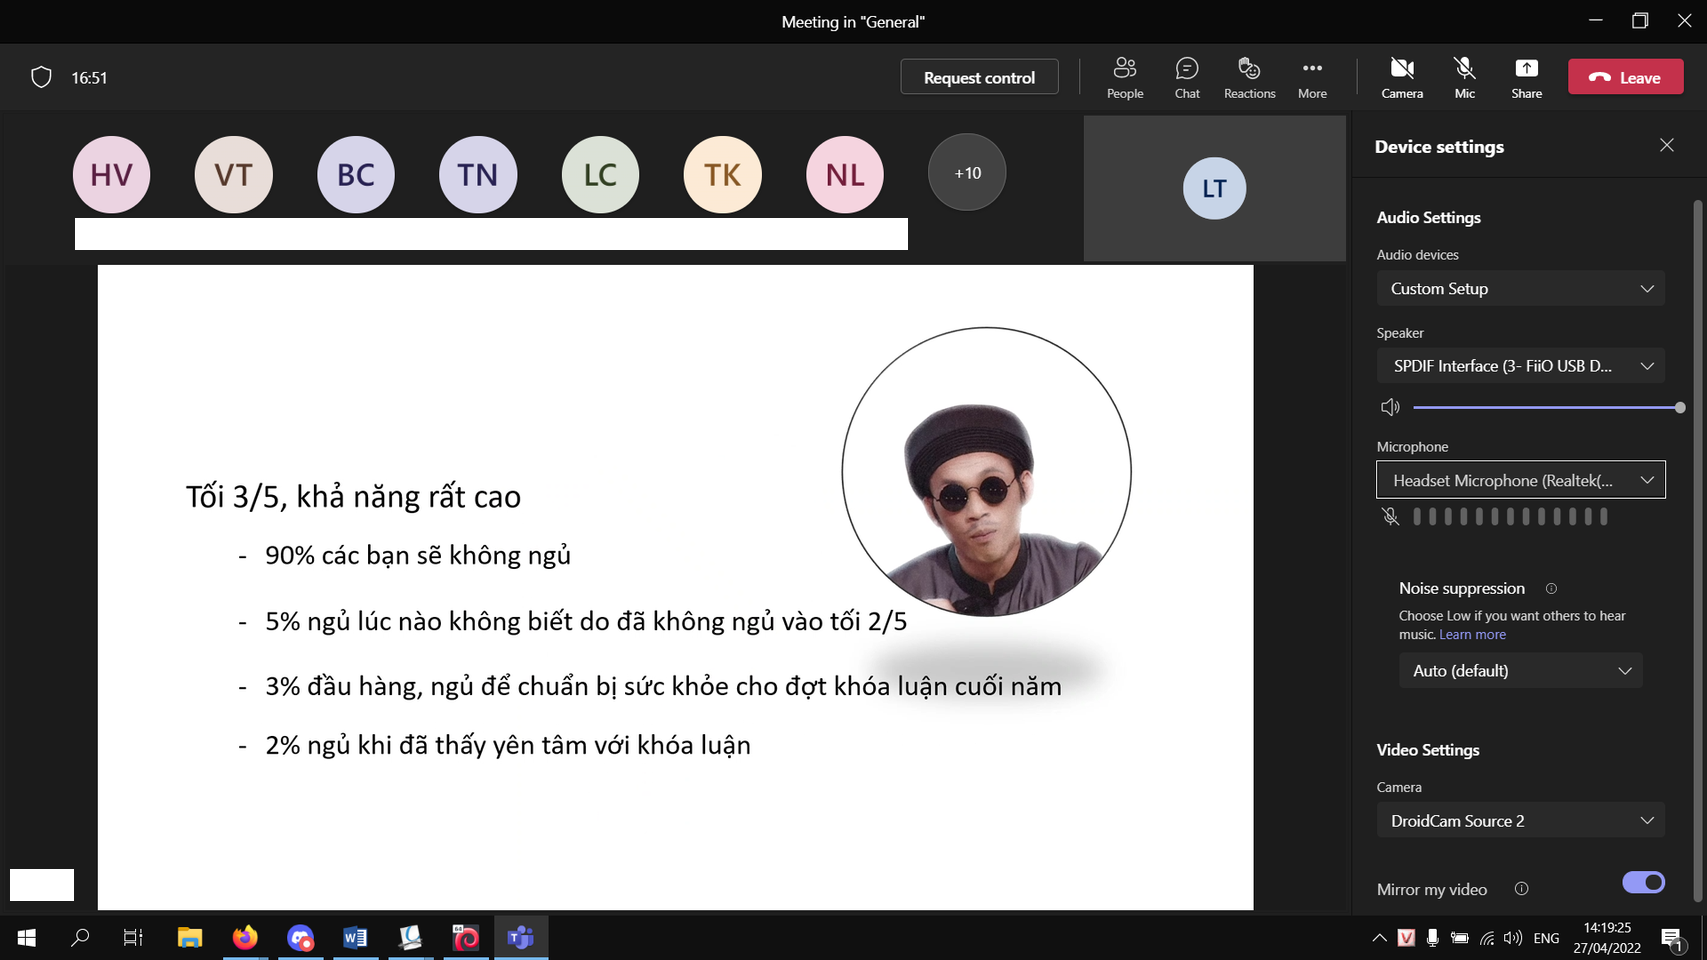 Meeting in "General"
16:51
Request control
People
Chat
Reactions
More
Camera
Mic
Share
Leave
HV
VT
BC
TN
LC
TK
NL
+10
LT
Tối 3/5, khả năng rất cao
- 90% các bạn sẽ không ngủ
- 5% ngủ lúc nào không biết do đã không ngủ vào tối 2/5
- 3% đầu hàng, ngủ để chuẩn bị sức khỏe cho đợt khóa luận cuối năm
- 2% ngủ khi đã thấy yên tâm với khóa luận
Device settings
Audio Settings
Audio devices
Custom Setup
Speaker
SPDIF Interface (3- FiiO USB D...
Microphone
Headset Microphone (Realtek(...
Noise suppression
Choose Low if you want others to hear
music. Learn more
Auto (default)
Video Settings
Camera
DroidCam Source 2
Mirror my video
64
V
ENG
14:19:25
27/04/2022
1